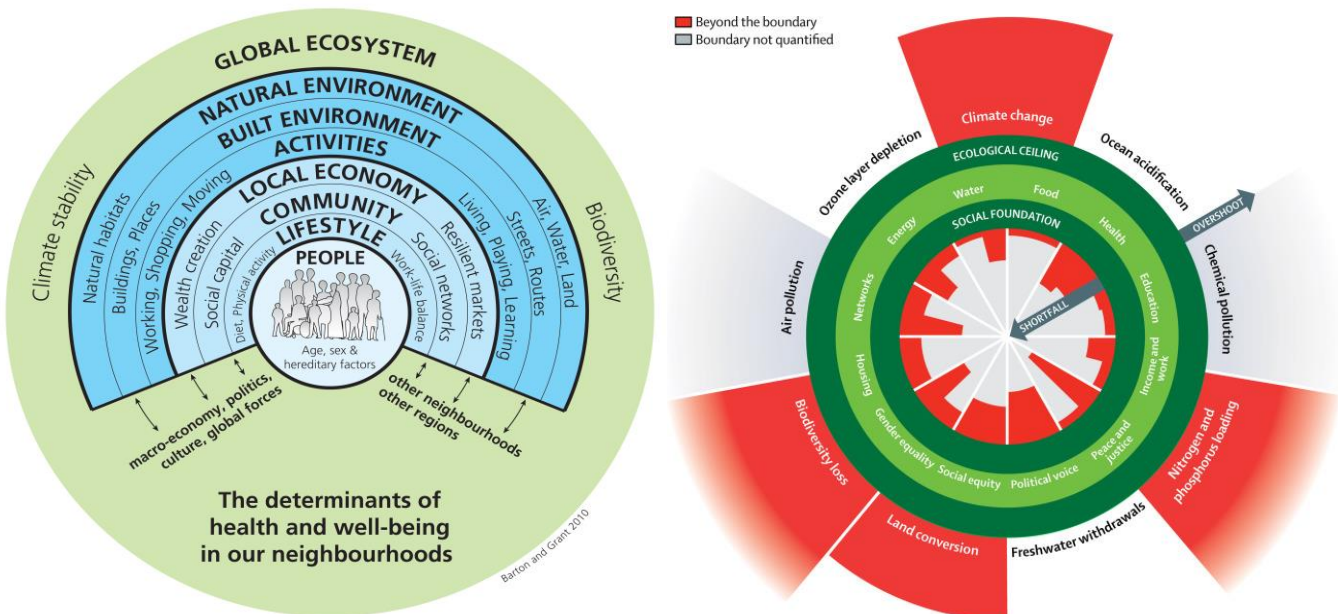 GLOBAL ECOSYSTEM
NATURAL ENVIRONMENT
BUILT ENVIRONMENT
ACTIVITIES
LOCAL ECONOMY
COMMUNITY
LIFESTYLE
PEOPLE
Age, sex &
hereditary factors
Climate stability
Natural habitats
Buildings, Places
Working, Shopping, Moving
Wealth creation
Social capital
Diet, Physical activity
Work-life balance
Social networks
Resilient markets
Living, Playing, Learning
Streets, Routes
Air, Water, Land
Biodiversity
macro-economy, politics,
culture, global forces
other neighbourhoods
other regions
The determinants of
health and well-being
in our neighbourhoods
Barton and Grant 2010
Beyond the boundary
Boundary not quantified
Climate change
Ocean acidification
Chemical pollution
Nitrogen and
phosphorus loading
Freshwater withdrawals
Land conversion
Biodiversity loss
Air pollution
Ozone layer depletion
OVERSHOOT
ECOLOGICAL CEILING
Water
Food
Health
Education
Income and
work
Peace and
justice
Political voice
Social equity
Gender equality
Housing
Networks
Energy
SOCIAL FOUNDATION
SHORTFALL